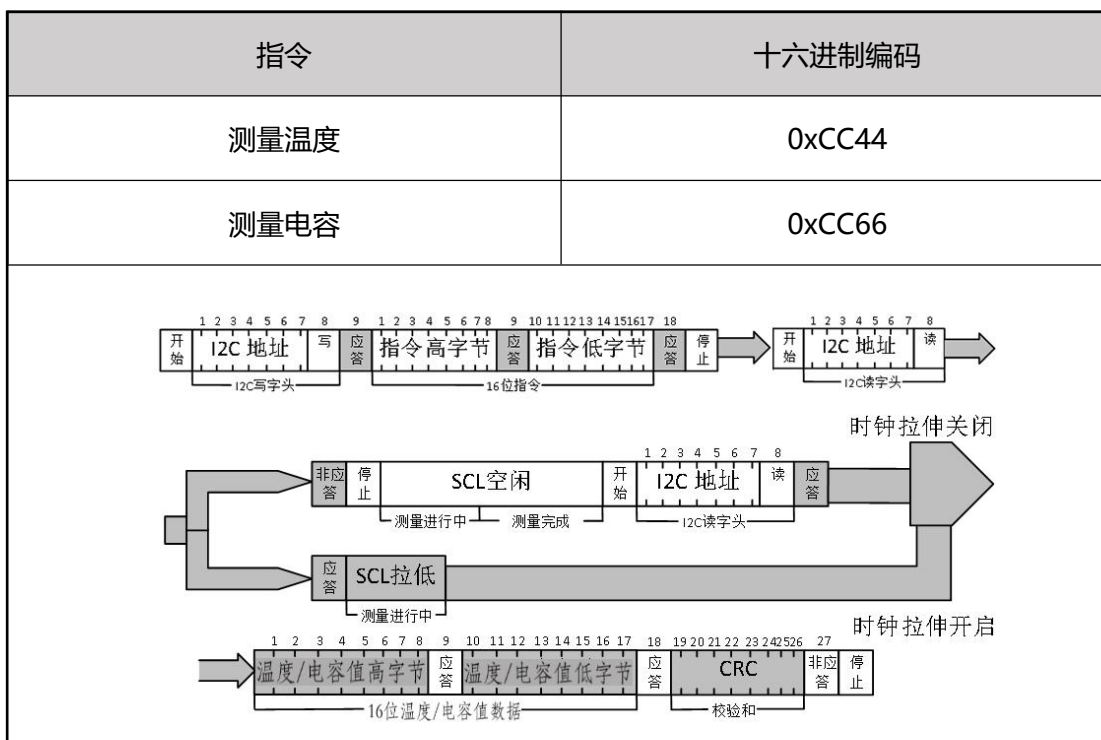 指令 十六进制编码
测量温度 0xCC44
测量电容 0xCC66
1 2 3 4 5 6 7 8 9 1 2 3 4 5 6 7 8 9 10 11 12 13 14 15 16 17 18 1 2 3 4 5 6 7 8
开始 I2C 地址 写 应答 指令高字节 应答 指令低字节 应答 停止 开始 I2C 地址 读
I2C写字头 16位指令 I2C读字头
时钟拉伸关闭
1 2 3 4 5 6 7 8
非应答 停止 SCL空闲 开始 I2C 地址 读 应答
测量进行中 测量完成 I2C读字头
应答 SCL拉低
测量进行中
时钟拉伸开启
1 2 3 4 5 6 7 8 9 10 11 12 13 14 15 16 17 18 19 20 21 22 23 24 25 26 27
温度/电容值高字节 应答 温度/电容值低字节 应答 CRC 非应答 停止
16位温度/电容值数据 校验和